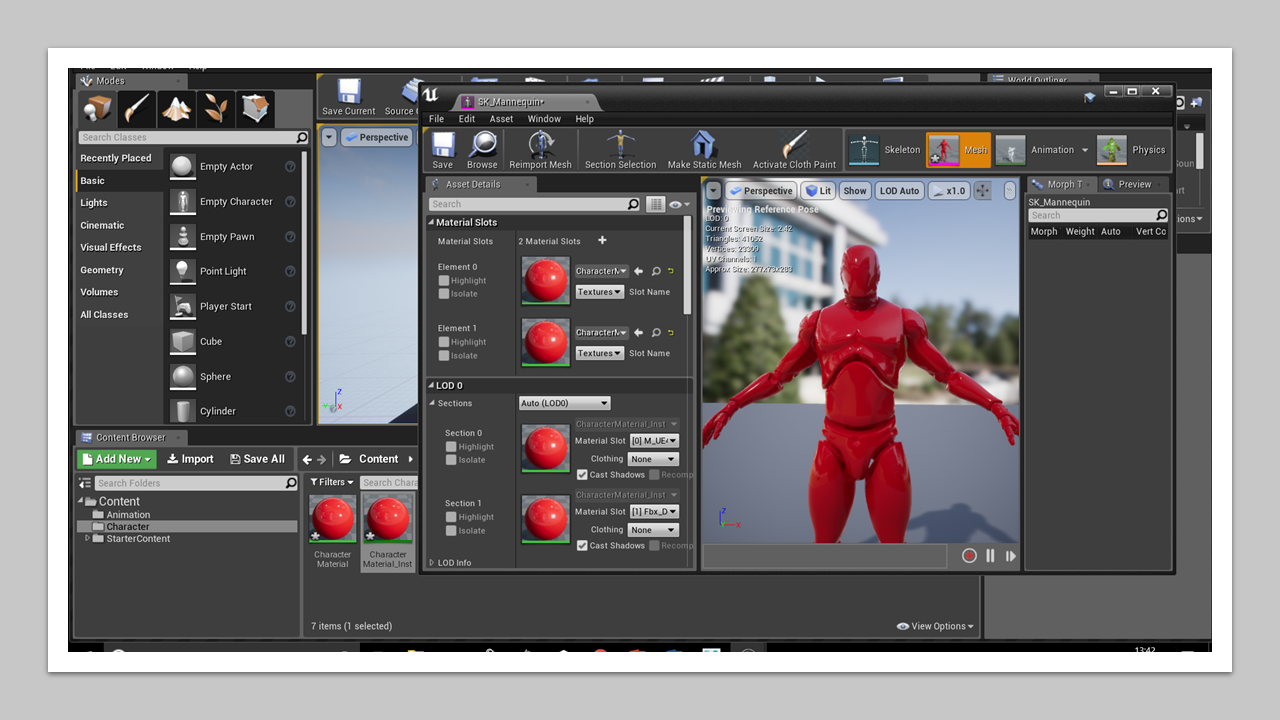 Modes
Search Classes
Recently Placed
Basic
Lights
Cinematic
Visual Effects
Geometry
Volumes
All Classes
Empty Actor
Empty Character
Empty Pawn
Point Light
Player Start
Cube
Sphere
Cylinder
Save Current
Source
Perspective
World Outliner
SK_Mannequin*
File Edit Asset Window Help
Save
Browse
Reimport Mesh
Section Selection
Make Static Mesh
Activate Cloth Paint
Skeleton
Mesh
Animation
Physics
Asset Details
Search
Material Slots
Material Slots
2 Material Slots
Element 0
Highlight
Isolate
Textures
Slot Name
Element 1
Highlight
Isolate
Textures
Slot Name
LOD 0
Sections
Auto (LOD0)
Section 0
Highlight
Isolate
CharacterMaterial_Inst
Material Slot
[0] M_UE4
Clothing
None
Cast Shadows
Recomp
Section 1
Highlight
Isolate
CharacterMaterial_Inst
Material Slot
[1] Fbx_D
Clothing
None
Cast Shadows
Recomp
LOD Info
Perspective
Lit
Show
LOD Auto
x1.0
Previewing Reference Pose
LOD: 0
Current Screen Size: 2.42
Triangles: 41052
Vertices: 23300
UV Channels: 1
Approx Size: 277x73x283
Morph T
Preview
SK_Mannequin
Search
Morph Weight Auto Vert Co
Content Browser
Add New
Import
Save All
Content
Search Folders
Filters
Search Chara
Content
Animation
Character
StarterContent
Character
Material
Character
Material_Inst
7 items (1 selected)
View Options
13:42